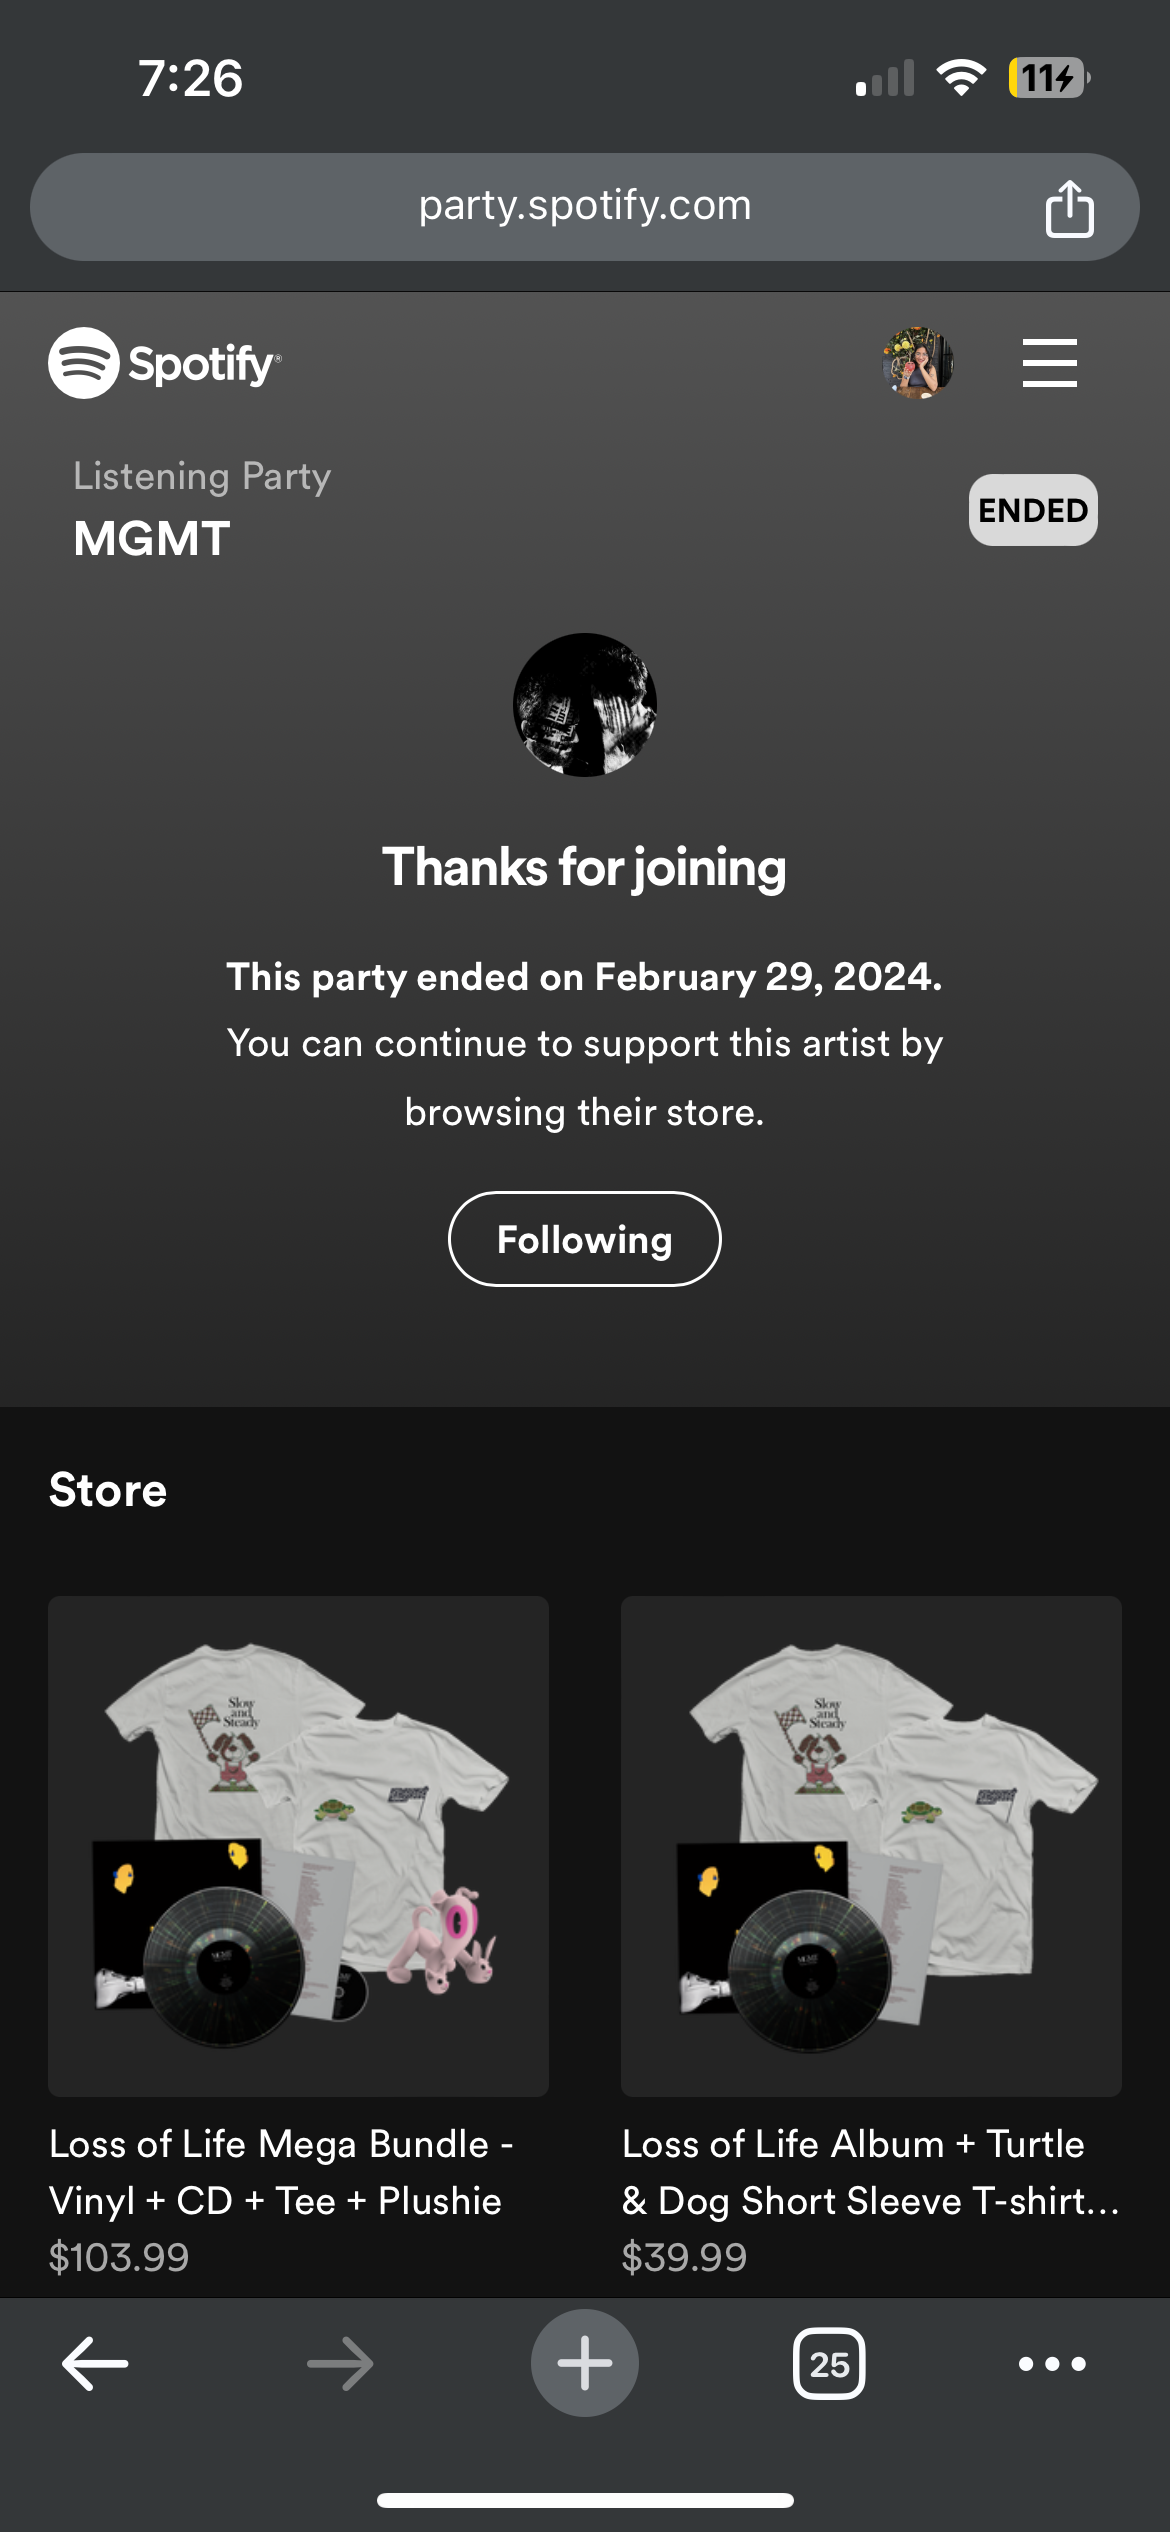 7:26
11
party.spotify.com
Spotify®
Listening Party
MGMT
ENDED
Thanks for joining
This party ended on February 29, 2024.
You can continue to support this artist by
browsing their store.
Following
Store
Slow
and
Steady
Slow
and
Steady
MGMT
MGMT
Loss of Life Mega Bundle -
Vinyl + CD + Tee + Plushie
$103.99
Loss of Life Album + Turtle
& Dog Short Sleeve T-shirt...
$39.99
25